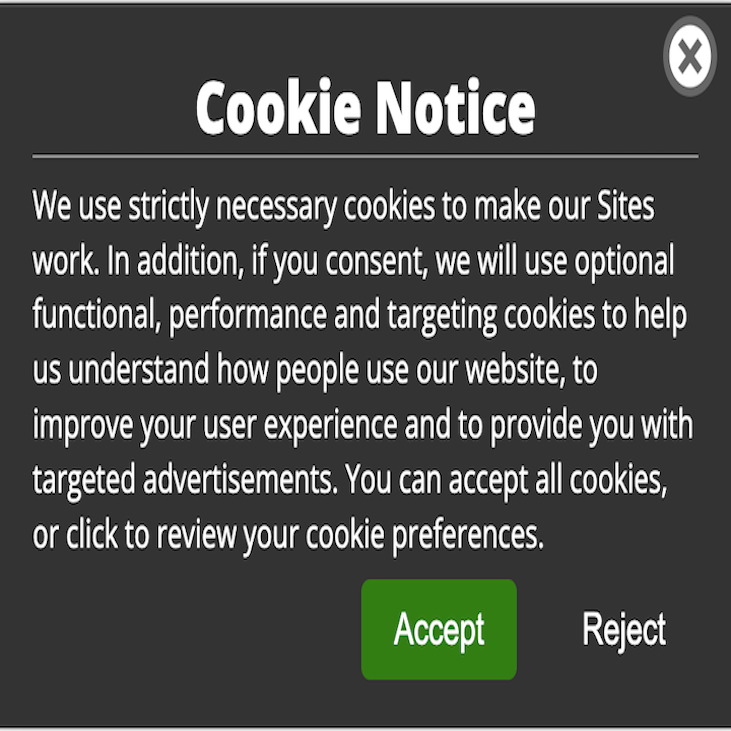 Cookie Notice
We use strictly necessary cookies to make our Sites
work. In addition, if you consent, we will use optional
functional, performance and targeting cookies to help
us understand how people use our website, to
improve your user experience and to provide you with
targeted advertisements. You can accept all cookies,
or click to review your cookie preferences.
Accept Reject